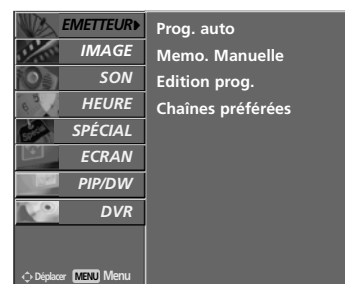 EMETTEUR
IMAGE
SON
HEURE
SPÉCIAL
ECRAN
PIP/DW
DVR
Déplacer MENU Menu
Prog. auto
Memo. Manuelle
Edition prog.
Chaînes préférées